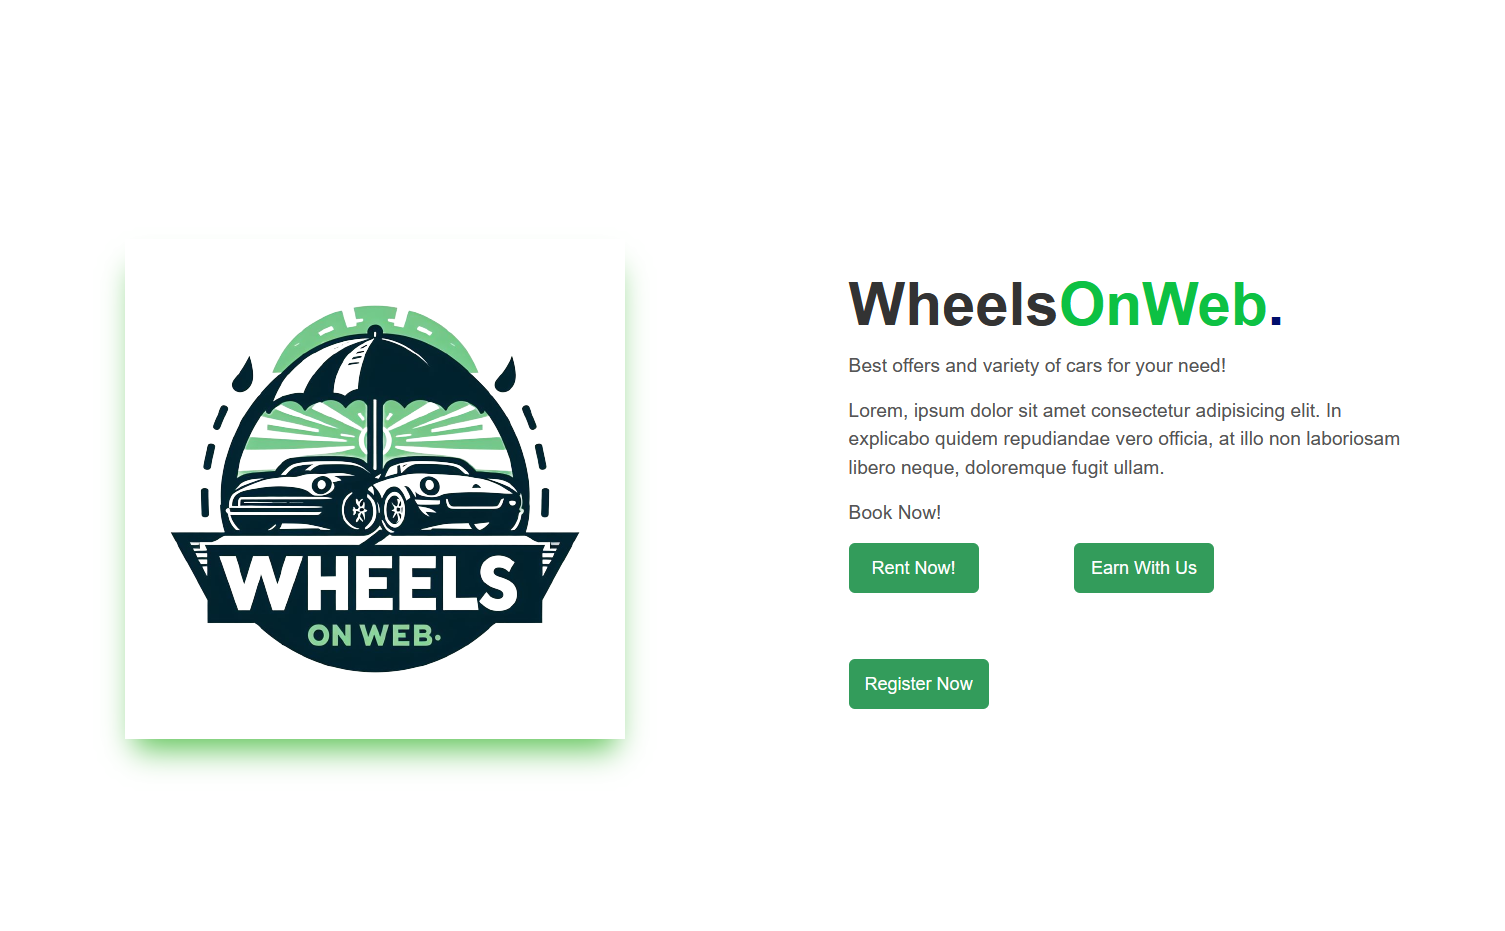 WHEELS
ON WEB.
WheelsOnWeb.
Best offers and variety of cars for your need!
Lorem, ipsum dolor sit amet consectetur adipisicing elit. In
explicabo quidem repudiandae vero officia, at illo non laboriosam
libero neque, doloremque fugit ullam.
Book Now!
Rent Now!
Earn With Us
Register Now